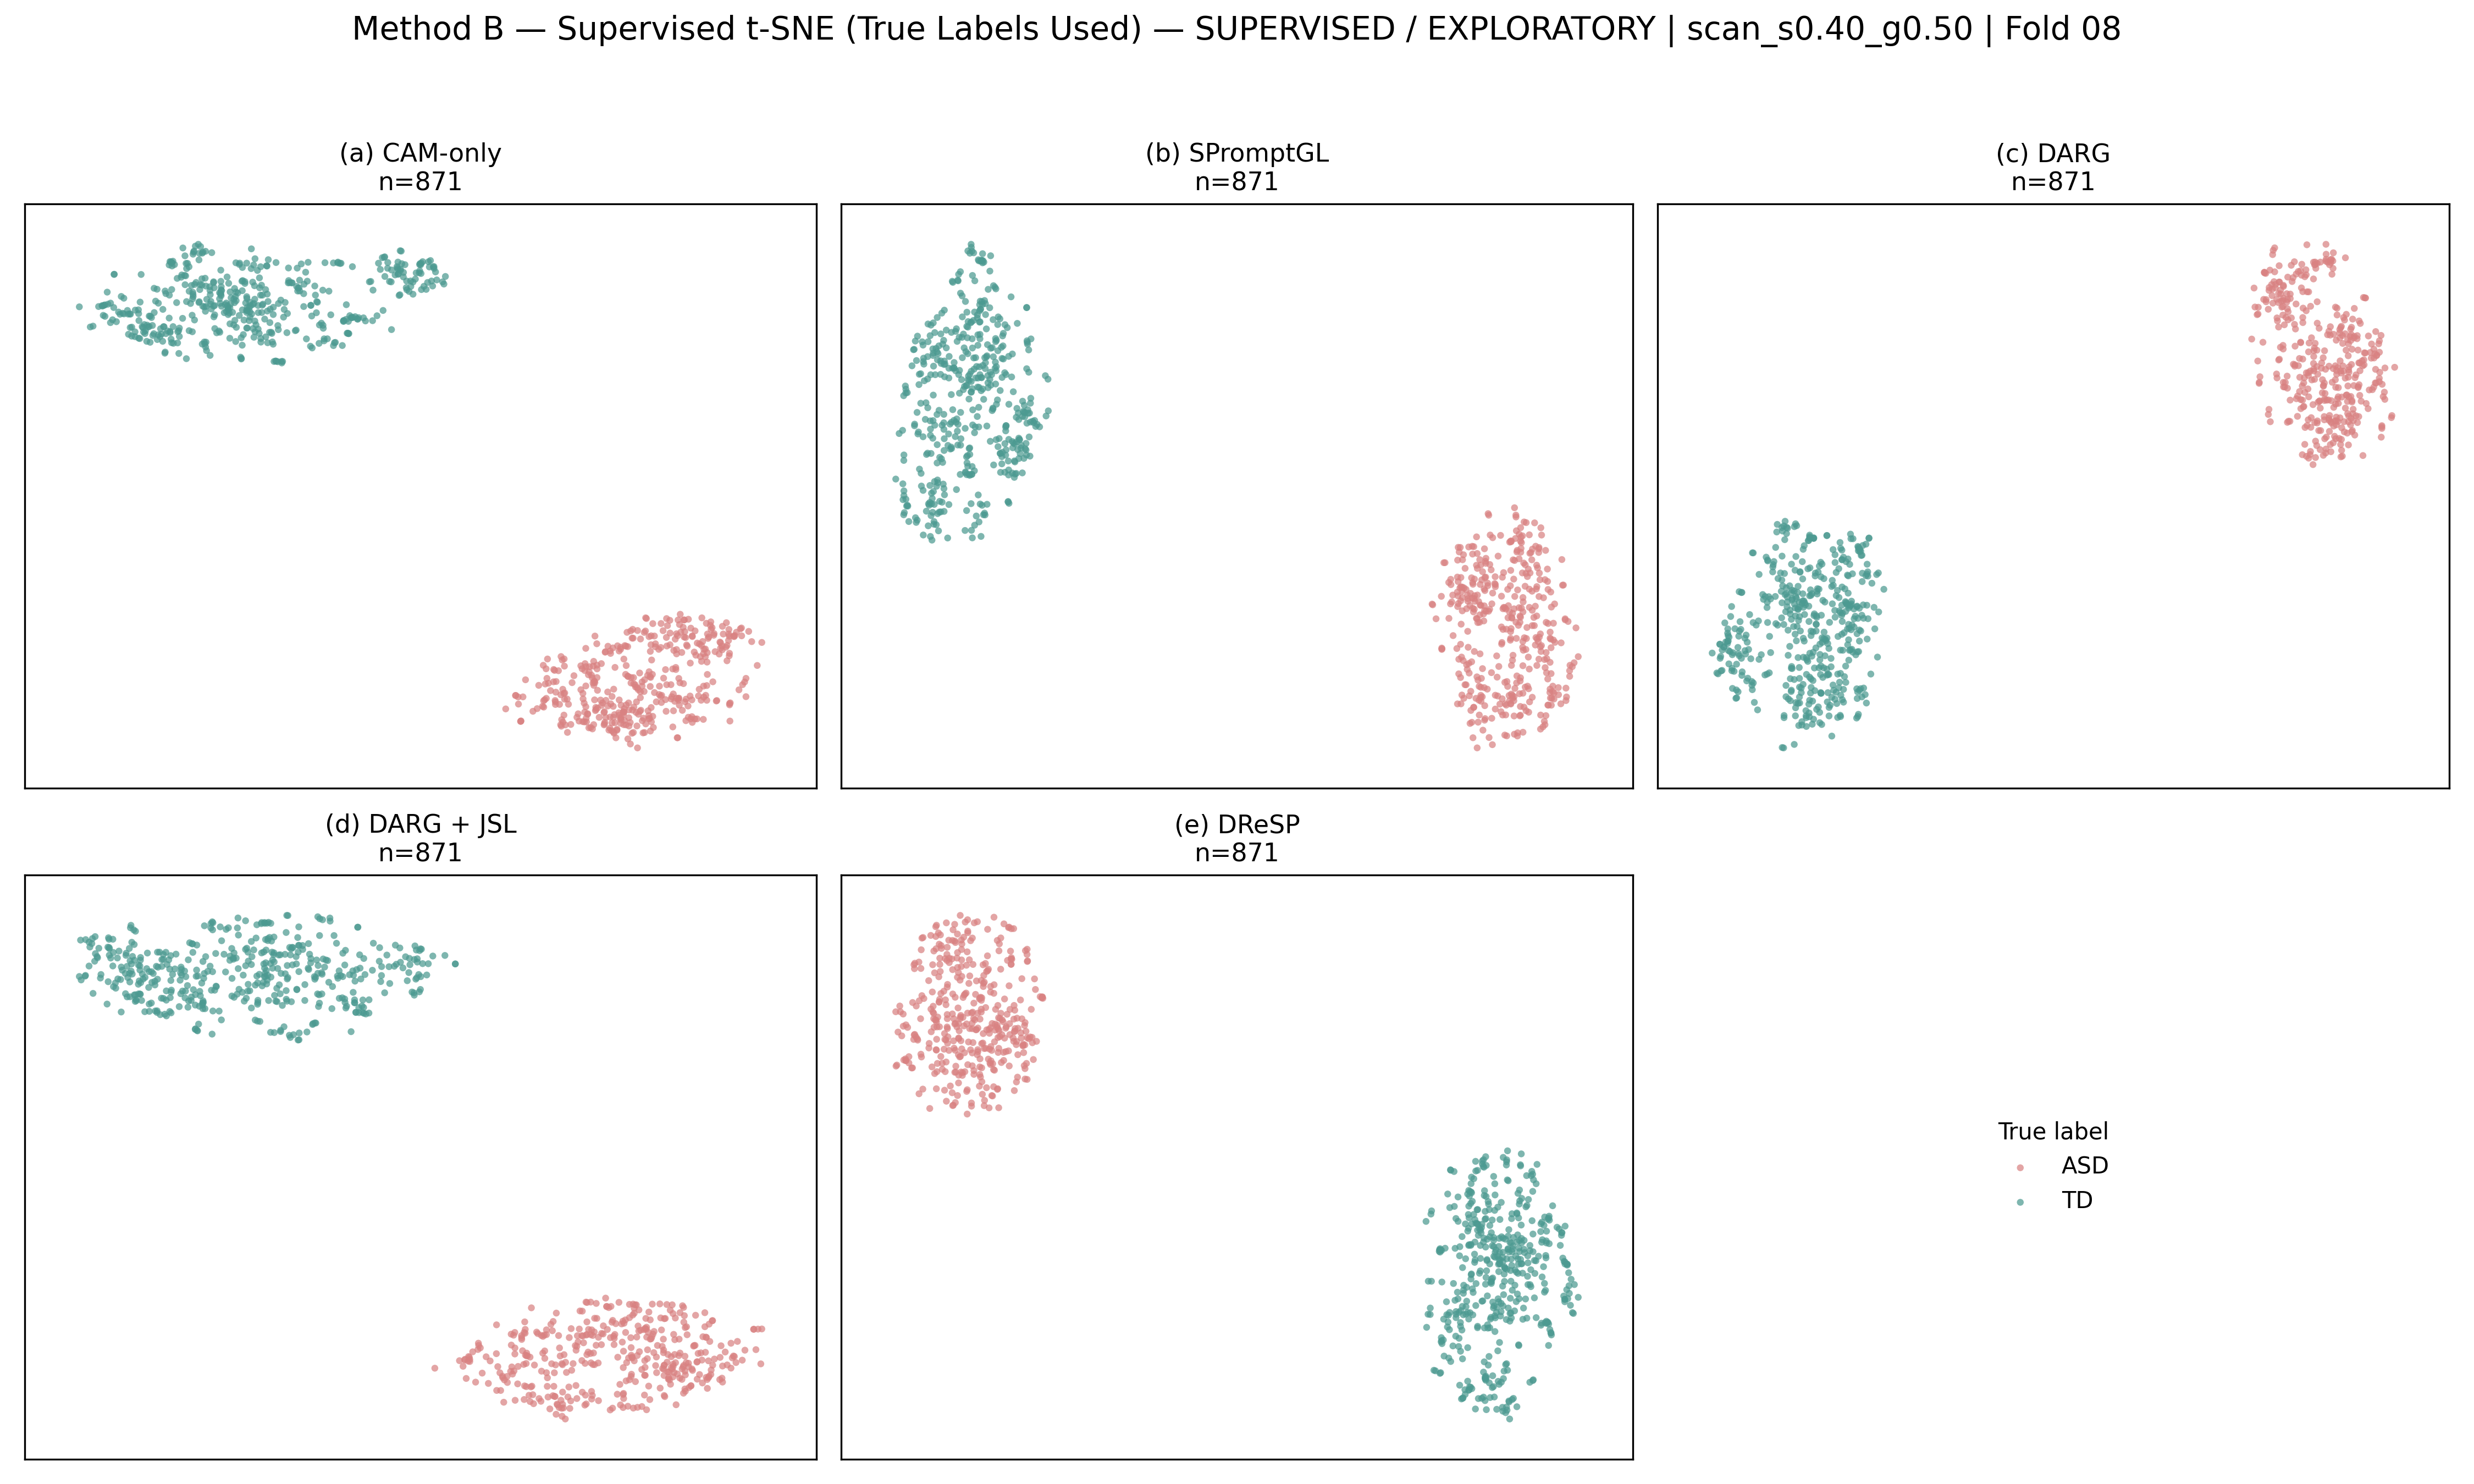 Method B — Supervised t-SNE (True Labels Used) — SUPERVISED / EXPLORATORY | scan_s0.40_g0.50 | Fold 08
(a) CAM-only
n=871
(b) SPromptGL
n=871
(c) DARG
n=871
(d) DARG + JSL
n=871
(e) DReSP
n=871
True label
ASD
TD